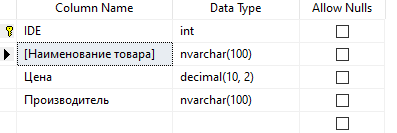 Column Name Data Type Allow Nulls
IDE int
[Наименование товара] nvarchar(100)
Цена decimal(10, 2)
Производитель nvarchar(100)